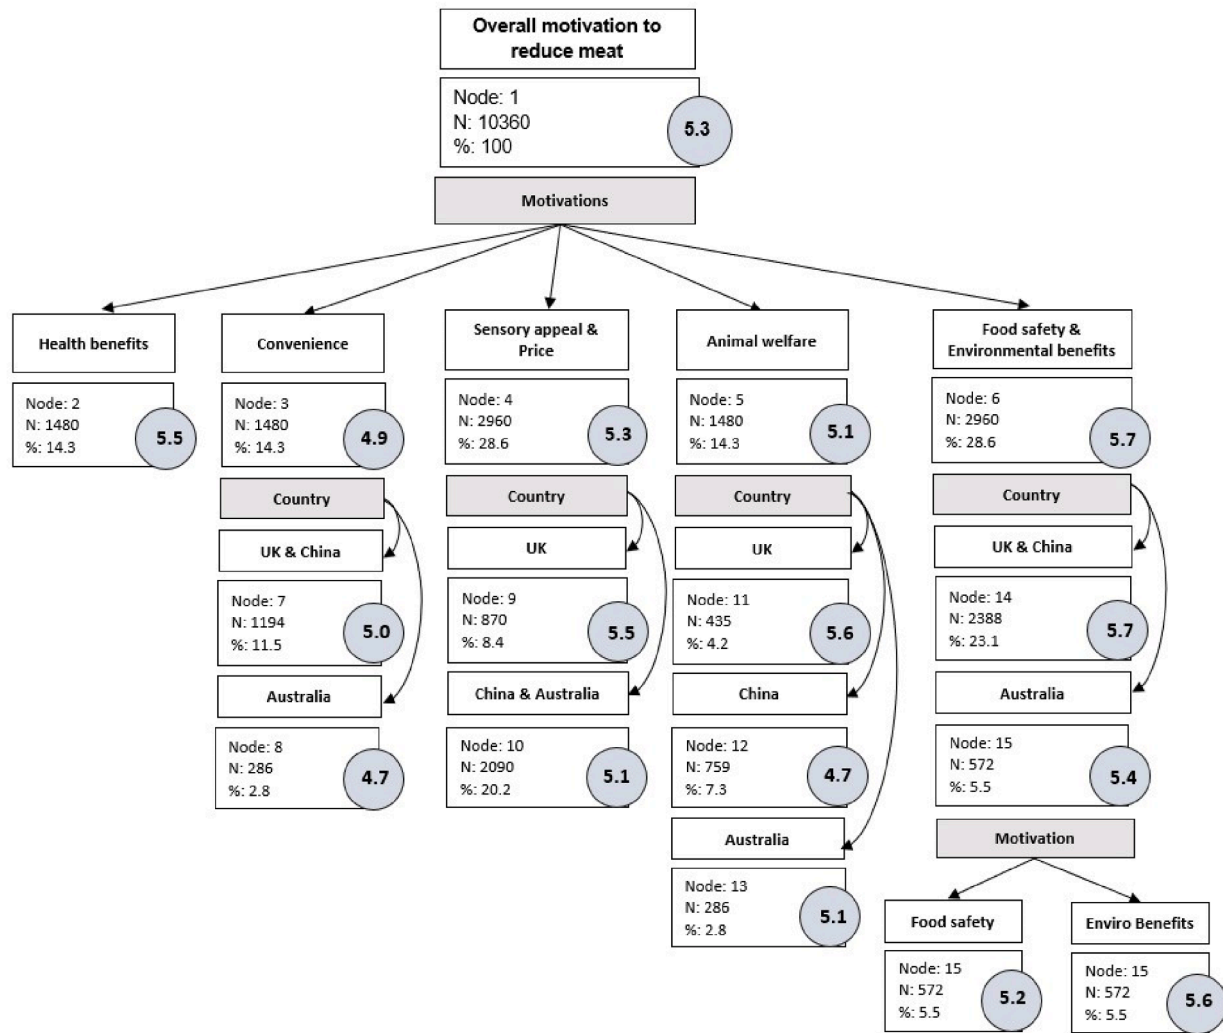 Overall motivation to
reduce meat
Node: 1
N: 10360
%: 100
5.3
Motivations
Health benefits
Node: 2
N: 1480
%: 14.3
5.5
Convenience
Node: 3
N: 1480
%: 14.3
4.9
Country
UK & China
Node: 7
N: 1194
%: 11.5
5.0
Australia
Node: 8
N: 286
%: 2.8
4.7
Sensory appeal &
Price
Node: 4
N: 2960
%: 28.6
5.3
Country
UK
Node: 9
N: 870
%: 8.4
5.5
China & Australia
Node: 10
N: 2090
%: 20.2
5.1
Animal welfare
Node: 5
N: 1480
%: 14.3
5.1
Country
UK
Node: 11
N: 435
%: 4.2
5.6
China
Node: 12
N: 759
%: 7.3
4.7
Australia
Node: 13
N: 286
%: 2.8
5.1
Food safety &
Environmental benefits
Node: 6
N: 2960
%: 28.6
5.7
Country
UK & China
Node: 14
N: 2388
%: 23.1
5.7
Australia
Node: 15
N: 572
%: 5.5
5.4
Motivation
Food safety
Node: 15
N: 572
%: 5.5
5.2
Enviro Benefits
Node: 15
N: 572
%: 5.5
5.6